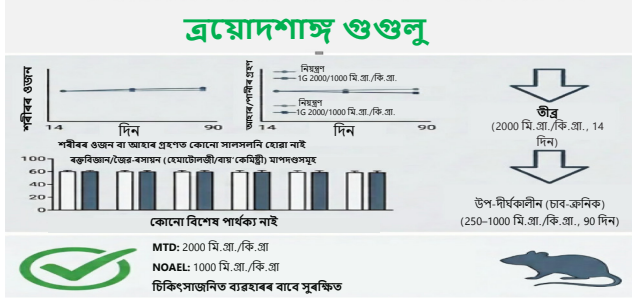 ত্ৰয়োদশাঙ্গ গুগুলু
শৰীৰৰ ওজন
14 দিন 90
আহাৰ/পানীৰ গ্ৰহণ
নিয়ন্ত্ৰণ
1G 2000/1000 মি.গ্ৰা./কি.গ্ৰা.
নিয়ন্ত্ৰণ
1G 2000/1000 মি.গ্ৰা./কি.গ্ৰা.
14 দিন 90
শৰীৰৰ ওজন বা আহাৰ গ্ৰহণত কোনো সালসলনি হোৱা নাই
ৰক্তবিজ্ঞান/জৈৱ-ৰসায়ন (হেমাটোলজী/বায়'কেমিষ্ট্ৰী) মাপদণ্ডসমূহ
100
60
40
20
0
কোনো বিশেষ পাৰ্থক্য নাই
তীব্ৰ
(2000 মি.গ্ৰা./কি.গ্ৰা., 14
দিন)
উপ-দীৰ্ঘকালীন (চাব-ক্ৰনিক)
(250–1000 মি.গ্ৰা./কি.গ্ৰা., 90 দিন)
MTD: 2000 মি.গ্ৰা./কি.গ্ৰা
NOAEL: 1000 মি.গ্ৰা./কি.গ্ৰা
চিকিৎসাজনিত ব্যৱহাৰৰ বাবে সুৰক্ষিত